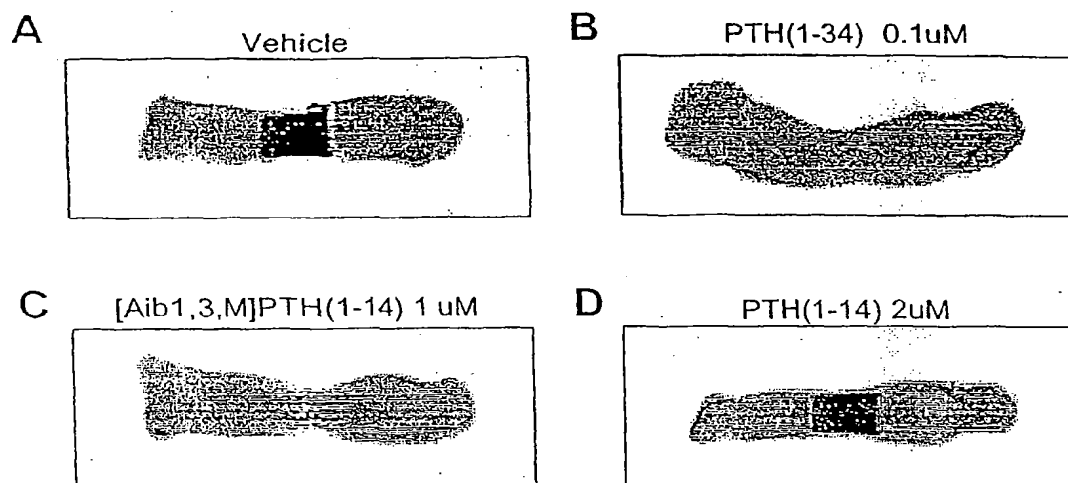 A
Vehicle
B
PTH(1-34) 0.1uM
C
[Aib1,3,M]PTH(1-14) 1 uM
D
PTH(1-14) 2uM